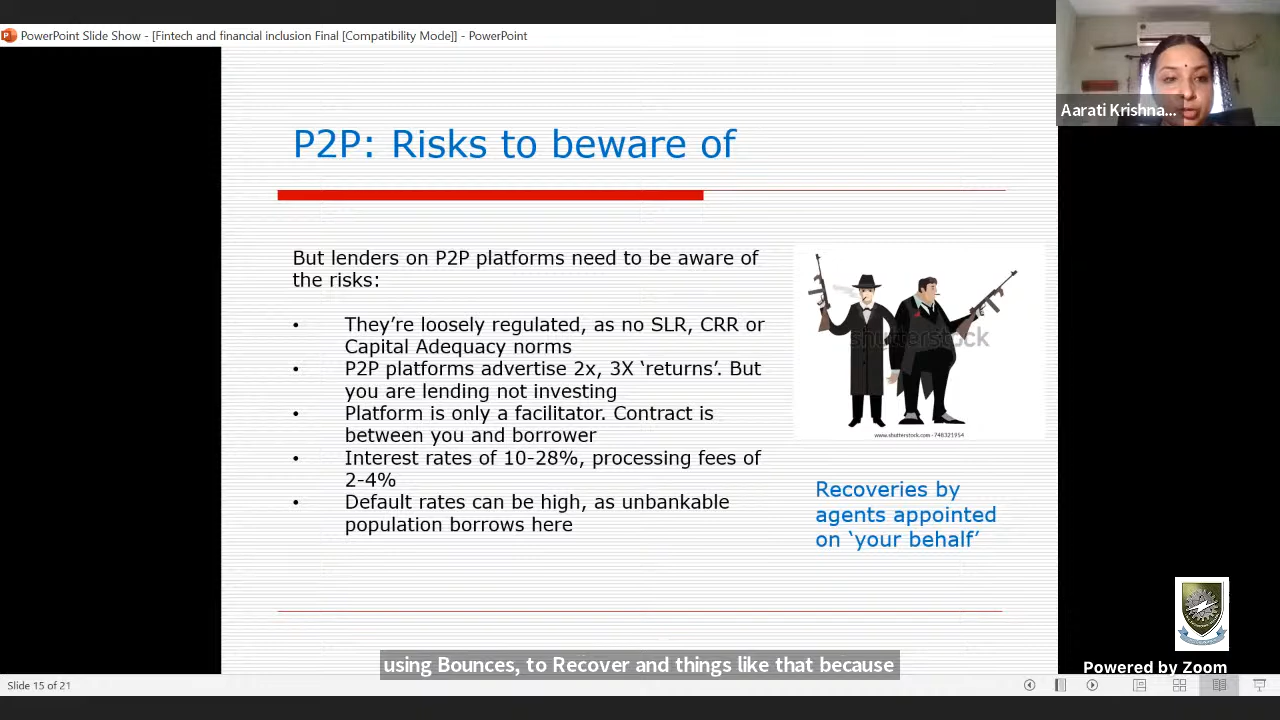 PowerPoint Slide Show - [Fintech and financial inclusion Final [Compatibility Mode]] - PowerPoint
Aarati Krishna...
P2P: Risks to beware of
But lenders on P2P platforms need to be aware of
the risks:
• They're loosely regulated, as no SLR, CRR or
Capital Adequacy norms
• P2P platforms advertise 2x, 3X ‘returns’. But
you are lending not investing
• Platform is only a facilitator. Contract is
between you and borrower
• Interest rates of 10-28%, processing fees of
2-4%
• Default rates can be high, as unbankable
population borrows here
shutterstock
www.shutterstock.com · 748321954
Recoveries by
agents appointed
on ‘your behalf’
using Bounces, to Recover and things like that because
Powered by Zoom
Slide 15 of 21